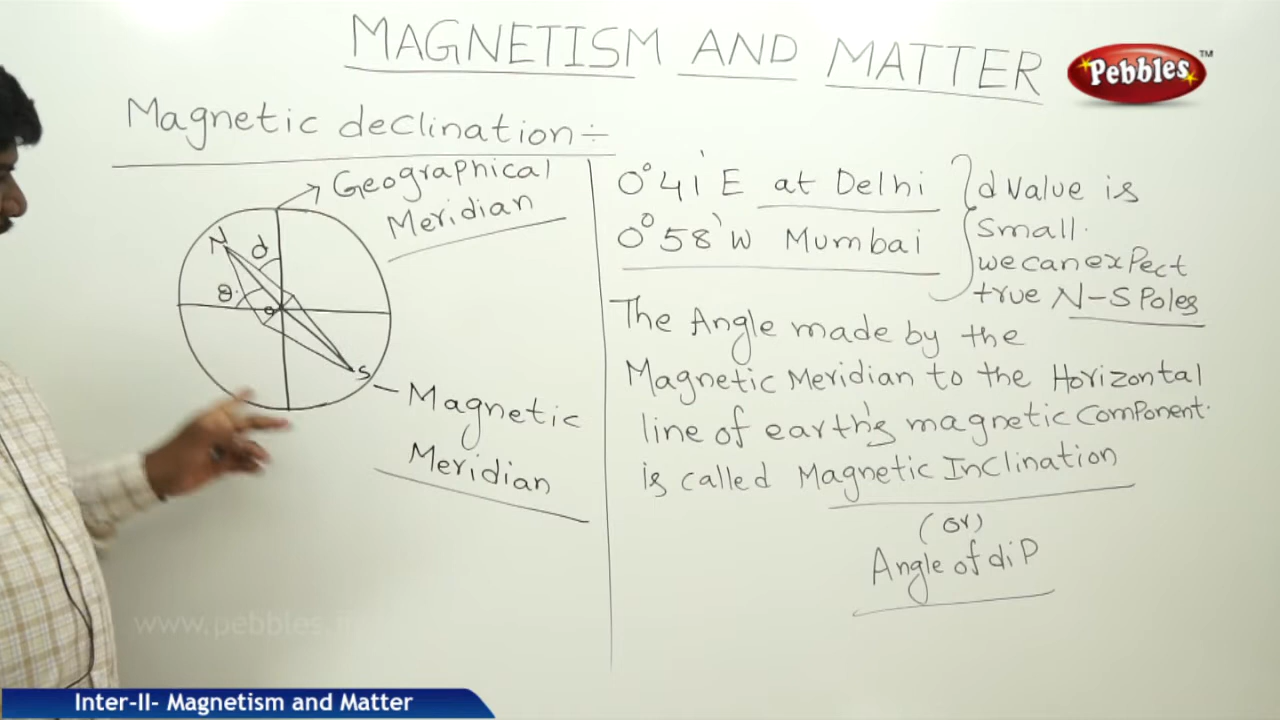 MAGNETISM AND MATTER
Pebbles™
Magnetic declination÷
Geographical
Meridian
N
d
θ
S
Magnetic
Meridian
0°41' E at Delhi
0°58' W Mumbai
d Value is
Small.
we can exPect
true N-S Poles
The Angle made by the
Magnetic Meridian to the Horizontal
line of earth's magnetic component.
is called Magnetic Inclination
(or)
Angle of diP
www.pebbles.
Inter-II- Magnetism and Matter